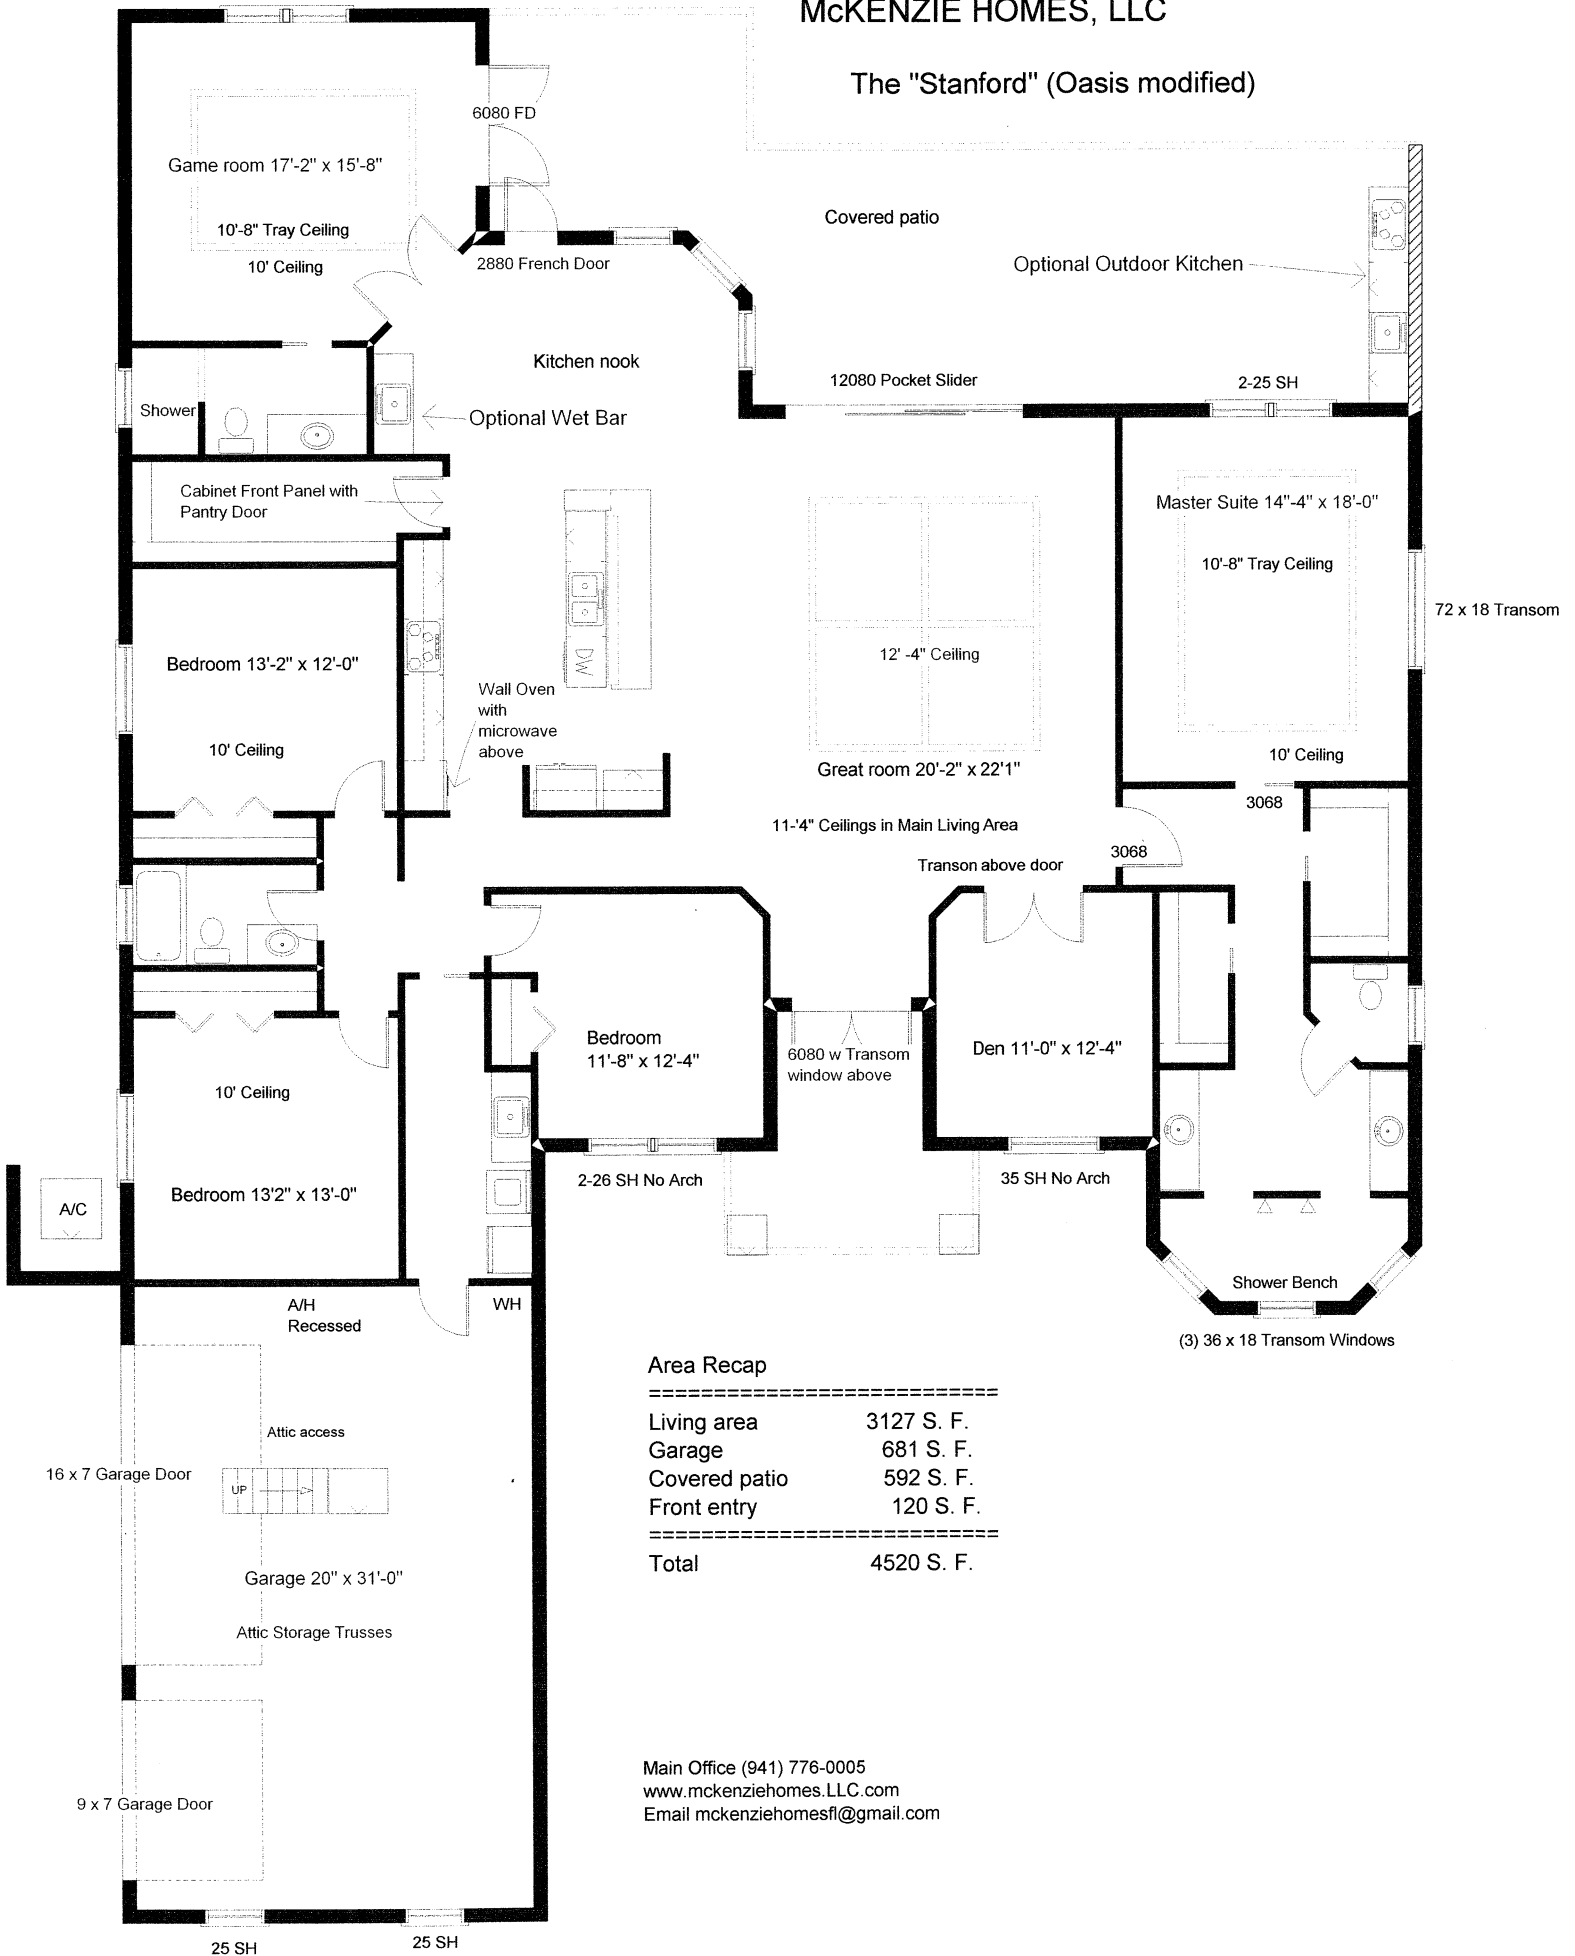 McKENZIE HOMES, LLC
The "Stanford" (Oasis modified)
6080 FD
Game room 17'-2" x 15'-8"
10'-8" Tray Ceiling
10' Ceiling
2880 French Door
Covered patio
Optional Outdoor Kitchen
Kitchen nook
12080 Pocket Slider
2-25 SH
Shower
Optional Wet Bar
Cabinet Front Panel with
Pantry Door
Master Suite 14"-4" x 18'-0"
10'-8" Tray Ceiling
72 x 18 Transom
Bedroom 13'-2" x 12'-0"
10' Ceiling
DW
12' -4" Ceiling
Wall Oven
with
microwave
above
10' Ceiling
Great room 20'-2" x 22'1"
3068
11-'4" Ceilings in Main Living Area
3068
Transon above door
Bedroom
11'-8" x 12'-4"
6080 w Transom
window above
Den 11'-0" x 12'-4"
10' Ceiling
Bedroom 13'2" x 13'-0"
A/C
2-26 SH No Arch
35 SH No Arch
Shower Bench
(3) 36 x 18 Transom Windows
A/H
Recessed
WH
Area Recap
===========================
Living area 3127 S. F.
Garage 681 S. F.
Covered patio 592 S. F.
Front entry 120 S. F.
===========================
Total 4520 S. F.
Attic access
16 x 7 Garage Door
UP
Garage 20" x 31'-0"
Attic Storage Trusses
9 x 7 Garage Door
Main Office (941) 776-0005
www.mckenziehomes.LLC.com
Email mckenziehomesfl@gmail.com
25 SH
25 SH